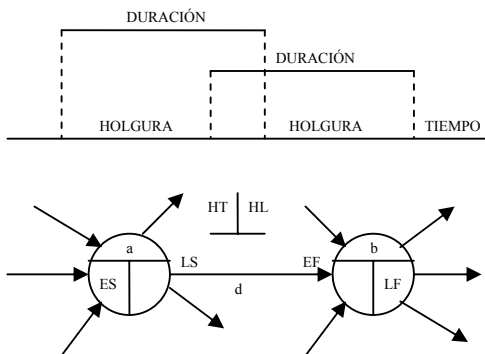 DURACIÓN
DURACIÓN
HOLGURA HOLGURA TIEMPO
HT HL
a LS EF b
ES d LF